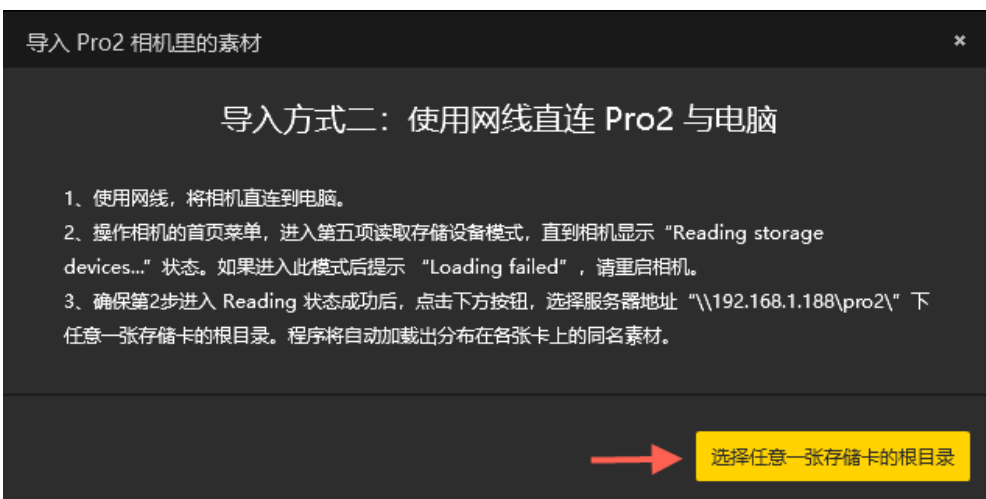 导入 Pro2 相机里的素材
×
导入方式二：使用网线直连 Pro2 与电脑
1、使用网线，将相机直连到电脑。
2、操作相机的首页菜单，进入第五项读取存储设备模式，直到相机显示“Reading storage
devices...”状态。如果进入此模式后提示 “Loading failed”，请重启相机。
3、确保第2步进入 Reading 状态成功后，点击下方按钮，选择服务器地址“\\192.168.1.188\pro2\”下
任意一张存储卡的根目录。程序将自动加载出分布在各张卡上的同名素材。
选择任意一张存储卡的根目录